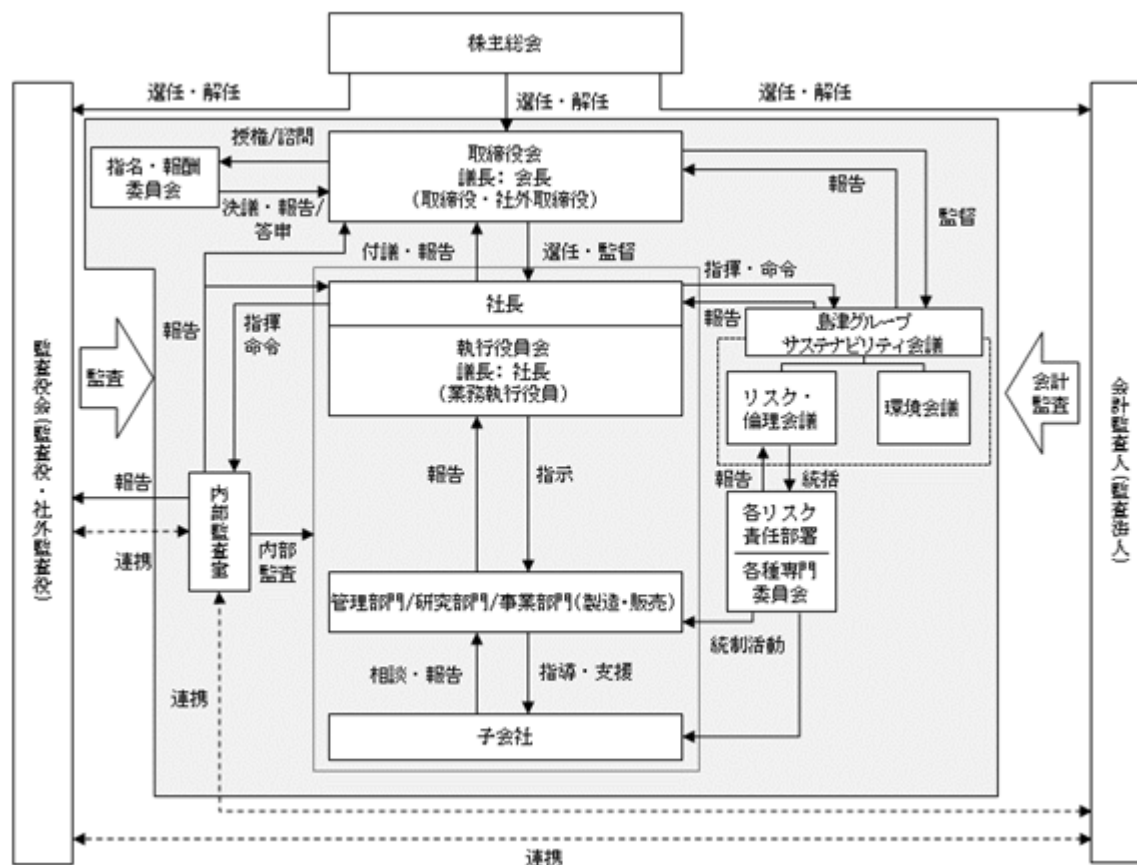 株主総会
選任・解任
選任・解任
選任・解任
授権/諮問
指名・報酬
委員会
取締役会
議長：会長
(取締役・社外取締役)
報告
監督
決議・報告/
答申
付議・報告
選任・監督
指揮・命令
社長
報告
報告
指揮
命令
島津グループ
サステナビリティ会議
執行役員会
議長：社長
(業務執行役員)
リスク・
倫理会議
環境会議
監査
会計
監査
監査役会(監査役・社外監査役)
会計監査人(監査法人)
報告
指示
報告
統括
報告
内部監査室
内部
監査
連携
各リスク
責任部署
各種専門
委員会
管理部門/研究部門/事業部門(製造・販売)
統制活動
相談・報告
指導・支援
連携
子会社
連携